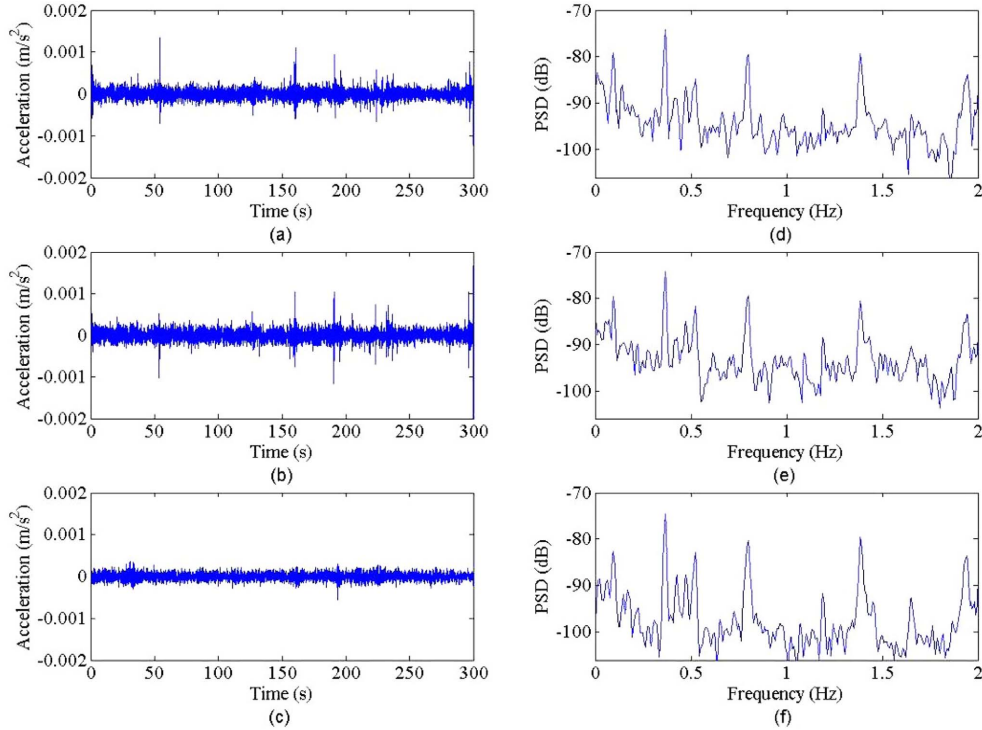 0.002
0.001
0
-0.001
-0.002
Acceleration (m/s²)
0 50 100 150 200 250 300
Time (s)
(a)
-70
-80
-90
-100
PSD (dB)
0 0.5 1 1.5 2
Frequency (Hz)
(d)
0.002
0.001
0
-0.001
-0.002
Acceleration (m/s²)
0 50 100 150 200 250 300
Time (s)
(b)
-70
-80
-90
-100
PSD (dB)
0 0.5 1 1.5 2
Frequency (Hz)
(e)
0.002
0.001
0
-0.001
-0.002
Acceleration (m/s²)
0 50 100 150 200 250 300
Time (s)
(c)
-70
-80
-90
-100
PSD (dB)
0 0.5 1 1.5 2
Frequency (Hz)
(f)